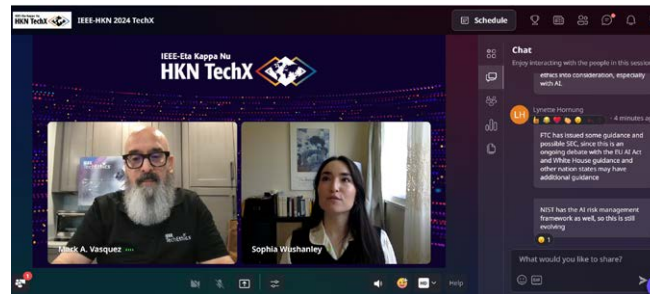 HKN TechX
IEEE-HKN 2024 TechX
Schedule
IEEE-Eta Kappa Nu
HKN TechX
Mark A. Vasquez
Sophia Wushanley
Chat
Enjoy interacting with the people in this session
ethics into consideration, especially
with AI.
LH
Lynette Hornung
4 minutes ag
FTC has issued some guidance and
possible SEC, since this is an
ongoing debate with the EU AI Act
and White House guidance and
other nation states may have
additional guidance
NIST has the AI risk management
framework as well, so this is still
evolving
1
What would you like to share?
GIF
1
HD
Help